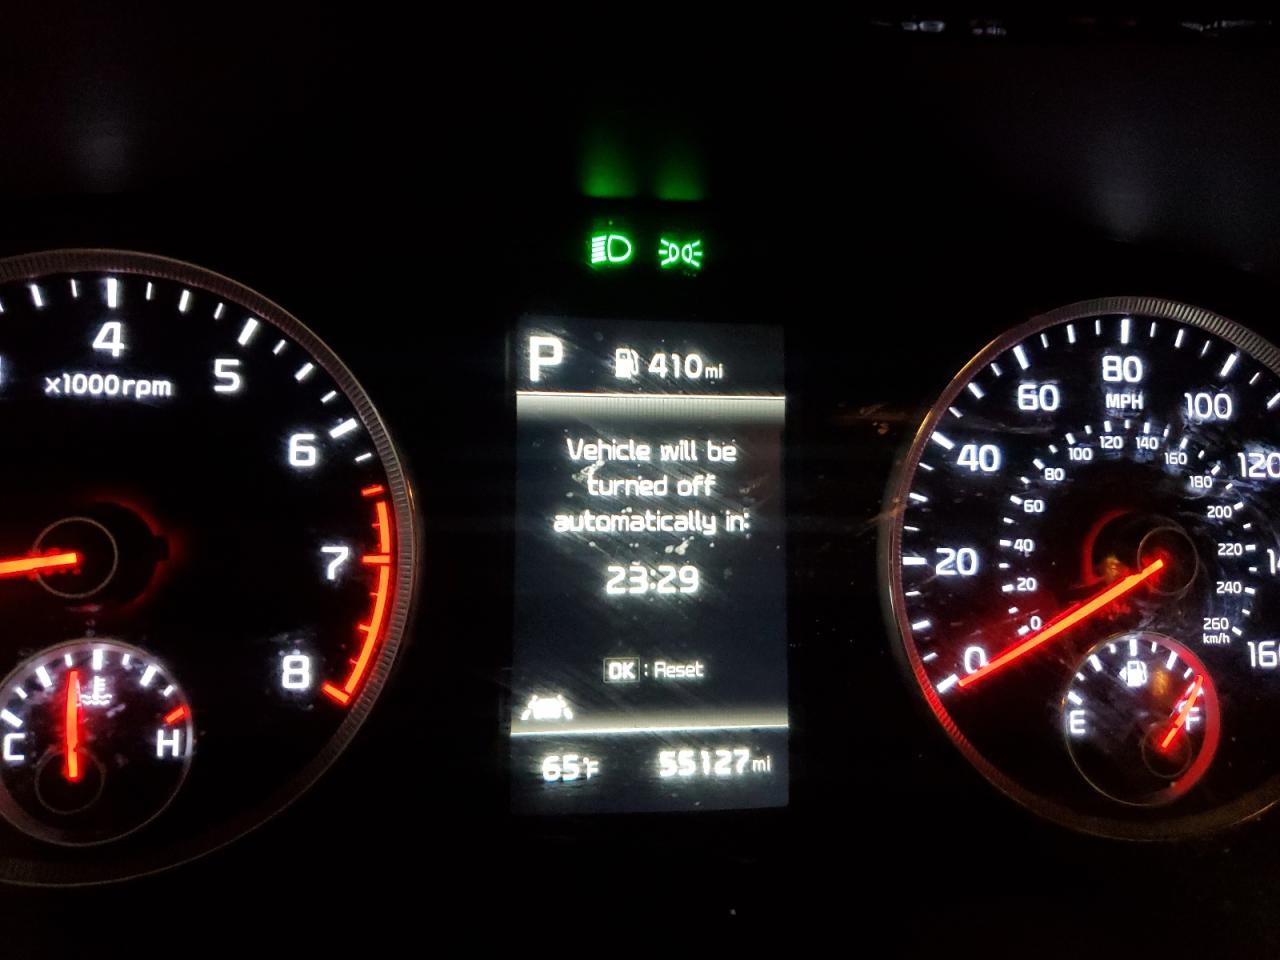 4
x1000rpm
5
6
7
8
C
H
P
410mi
Vehicle will be
turned off
automatically in:
23:29
OK : Reset
65°F
55127mi
80
MPH
60
100
40
120
20
0
160
0
20
40
60
80
100
120
140
160
180
200
220
240
260
km/h
E
F